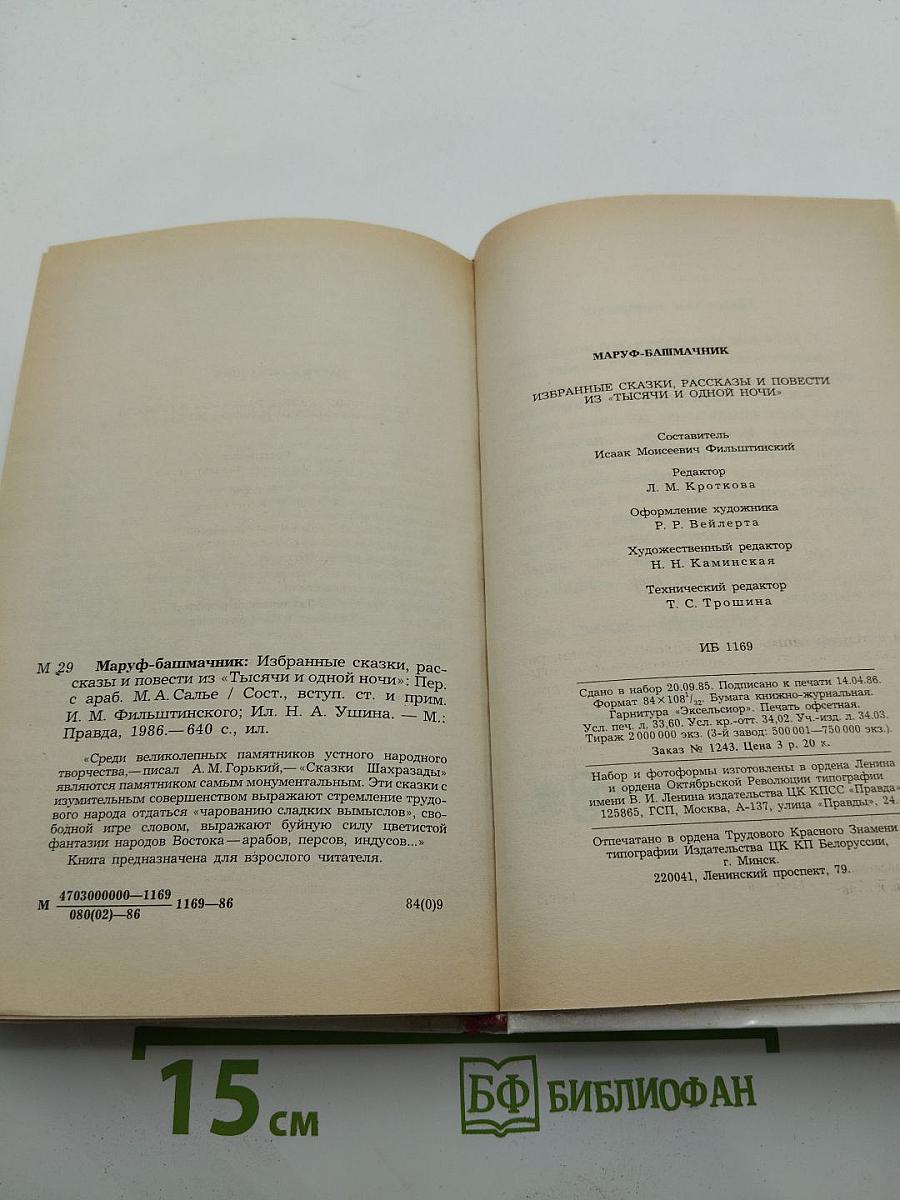 М 29 Маруф-башмачник: Избранные сказки, рас-
сказы и повести из «Тысячи и одной ночи»: Пер.
с араб. М. А. Салье / Сост., вступ. ст. и прим.
И. М. Фильштинского; Ил. Н. А. Ушина. — М.:
Правда, 1986.— 640 с., ил.
«Среди великолепных памятников устного народного
творчества,— писал А. М. Горький,— «Сказки Шахразады»
являются памятником самым монументальным. Эти сказки с
изумительным совершенством выражают стремление трудо-
вого народа отдаться «чарованию сладких вымыслов», сво-
бодной игре словом, выражают буйную силу цветистой
фантазии народов Востока — арабов, персов, индусов...»
Книга предназначена для взрослого читателя.
М 4703000000—1169
080(02)—86
1169—86
84(0)9
МАРУФ-БАШМАЧНИК
ИЗБРАННЫЕ СКАЗКИ, РАССКАЗЫ И ПОВЕСТИ
ИЗ «ТЫСЯЧИ И ОДНОЙ НОЧИ»
Составитель
Исаак Моисеевич Фильштинский
Редактор
Л. М. Кроткова
Оформление художника
Р. Р. Вейлерта
Художественный редактор
Н. Н. Каминская
Технический редактор
Т. С. Трошина
ИБ 1169
Сдано в набор 20.09.85. Подписано к печати 14.04.86.
Формат 84×108 1/32. Бумага книжно-журнальная.
Гарнитура «Эксельсиор». Печать офсетная.
Усл. печ. л. 33,60. Усл. кр.-отт. 34,02. Уч.-изд. л. 34.03.
Тираж 2 000 000 экз. (3-й завод: 500 001—750 000 экз.).
Заказ № 1243. Цена 3 р. 20 к.
Набор и фотоформы изготовлены в ордена Ленина
и ордена Октябрьской Революции типографии
имени В. И. Ленина издательства ЦК КПСС «Правда»
125865, ГСП, Москва, А-137, улица «Правды», 24.
Отпечатано в ордена Трудового Красного Знамени
типографии Издательства ЦК КП Белоруссии,
г. Минск.
220041, Ленинский проспект, 79.
15 см
БФ БИБЛИОФАН